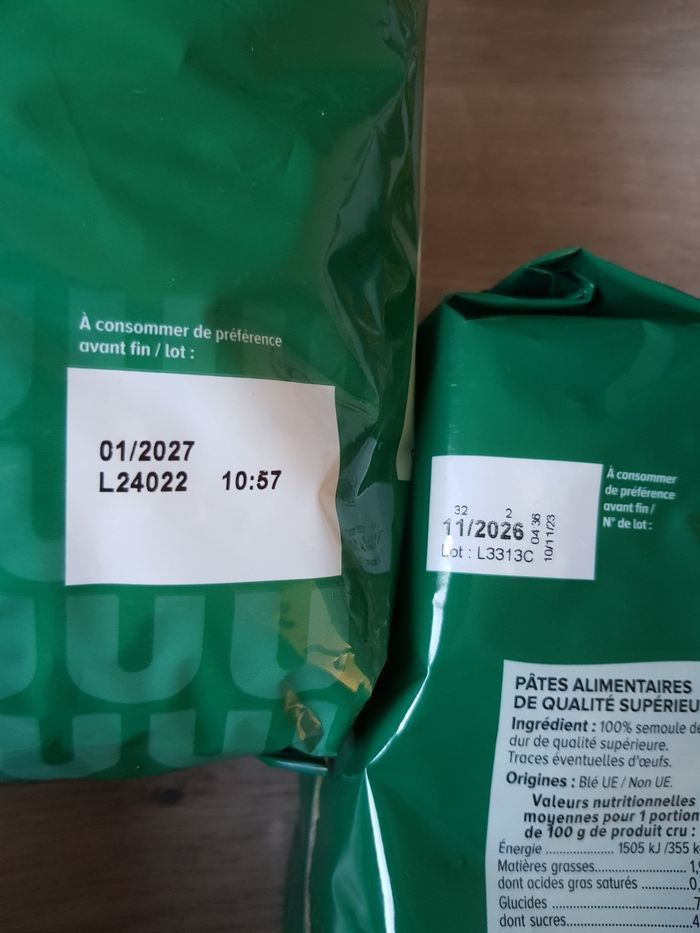 À consommer de préférence
avant fin / lot :
01/2027
L24022 10:57
À consommer
de préférence
avant fin /
N° de lot :
32 2
11/2026
Lot : L3313C
04:36
10/11/23
PÂTES ALIMENTAIRES
DE QUALITÉ
Ingrédient : 100% semoule
dur de qualité supérieure.
Traces éventuelles d'œufs.
Origines : Blé UE / Non UE.
Valeurs nutritionnelles
moyennes pour 1 portion
de 100 g de produit cru :
Énergie .................. 1505 kJ /355
Matières grasses
dont acides gras saturés
Glucides
dont sucres